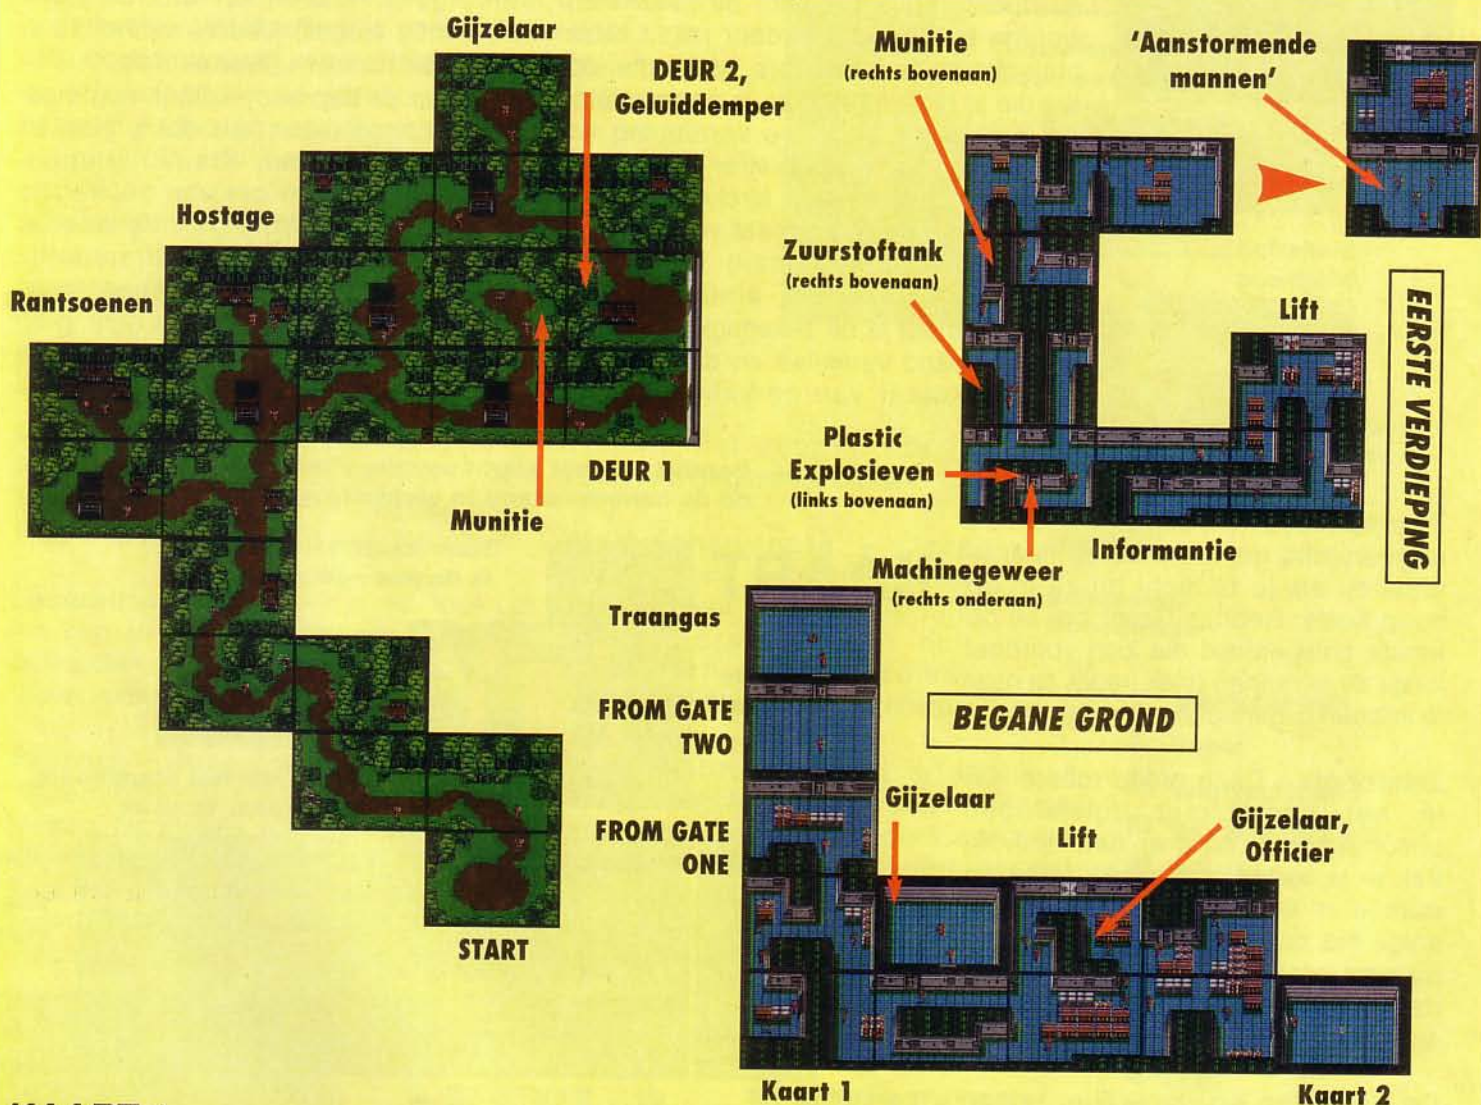 Gijzelaar
DEUR 2,
Geluiddemper
Hostage
Rantsoenen
DEUR 1
Munitie
START
Munitie
(rechts bovenaan)
'Aanstormende
mannen'
Zuurstoftank
(rechts bovenaan)
Lift
EERSTE VERDIEPING
Plastic
Explosieven
(links bovenaan)
Informantie
Machinegeweer
(rechts onderaan)
Traangas
FROM GATE
TWO
BEGANE GROND
FROM GATE
ONE
Gijzelaar
Lift
Gijzelaar,
Officier
Kaart 1
Kaart 2